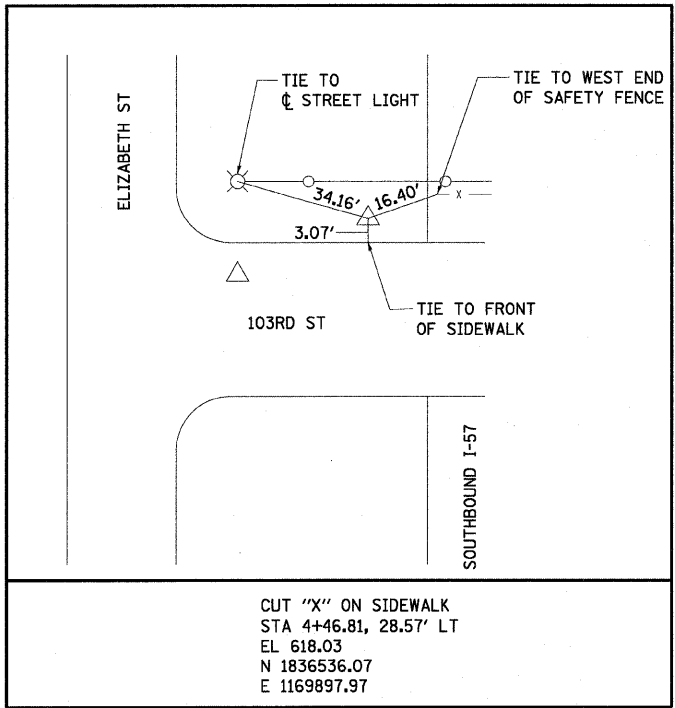 TIE TO
℄ STREET LIGHT
TIE TO WEST END
OF SAFETY FENCE
ELIZABETH ST
34.16'
16.40'
X
3.07'
TIE TO FRONT
OF SIDEWALK
103RD ST
SOUTHBOUND I-57
CUT "X" ON SIDEWALK
STA 4+46.81, 28.57' LT
EL 618.03
N 1836536.07
E 1169897.97